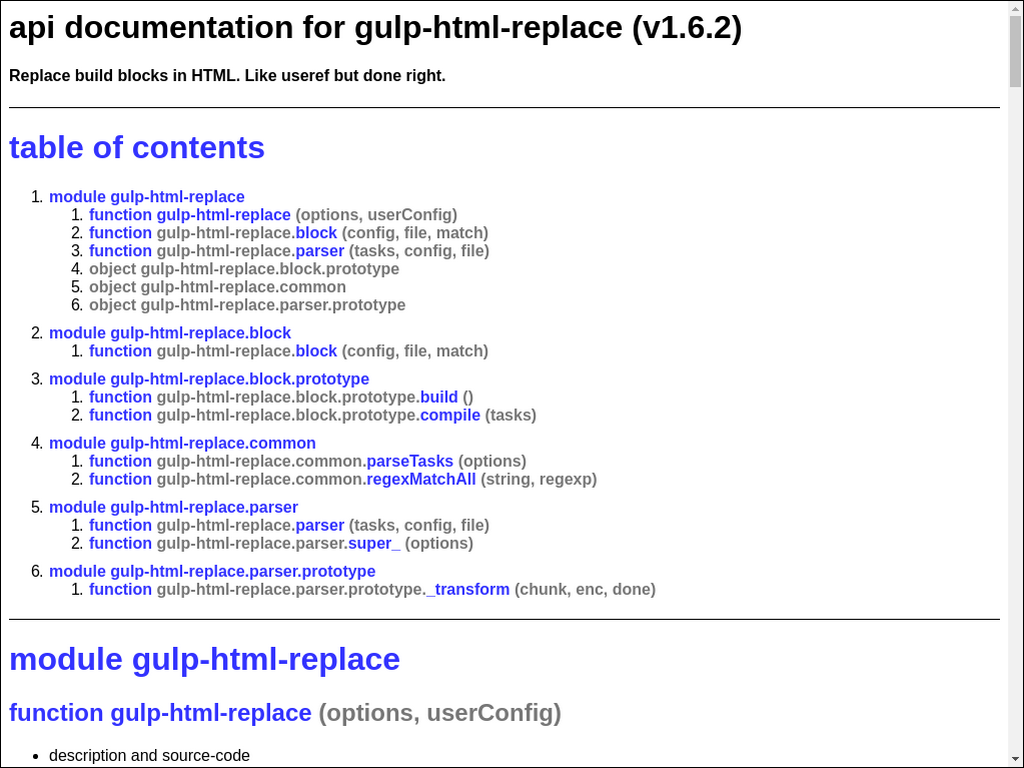 api documentation for gulp-html-replace (v1.6.2)
Replace build blocks in HTML. Like useref but done right.
table of contents
1. module gulp-html-replace
1. function gulp-html-replace (options, userConfig)
2. function gulp-html-replace.block (config, file, match)
3. function gulp-html-replace.parser (tasks, config, file)
4. object gulp-html-replace.block.prototype
5. object gulp-html-replace.common
6. object gulp-html-replace.parser.prototype
2. module gulp-html-replace.block
1. function gulp-html-replace.block (config, file, match)
3. module gulp-html-replace.block.prototype
1. function gulp-html-replace.block.prototype.build ()
2. function gulp-html-replace.block.prototype.compile (tasks)
4. module gulp-html-replace.common
1. function gulp-html-replace.common.parseTasks (options)
2. function gulp-html-replace.common.regexMatchAll (string, regexp)
5. module gulp-html-replace.parser
1. function gulp-html-replace.parser (tasks, config, file)
2. function gulp-html-replace.parser.super_ (options)
6. module gulp-html-replace.parser.prototype
1. function gulp-html-replace.parser.prototype._transform (chunk, enc, done)
module gulp-html-replace
function gulp-html-replace (options, userConfig)
• description and source-code